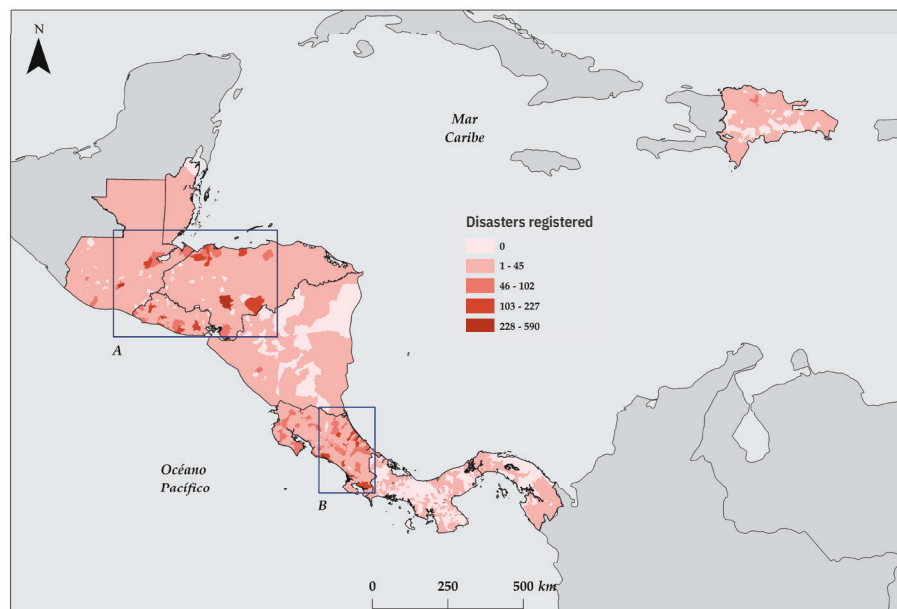 N
Mar
Caribe
Disasters registered
0
1 - 45
46 - 102
103 - 227
228 - 590
A
Océano
Pacífico
B
0 250 500 km